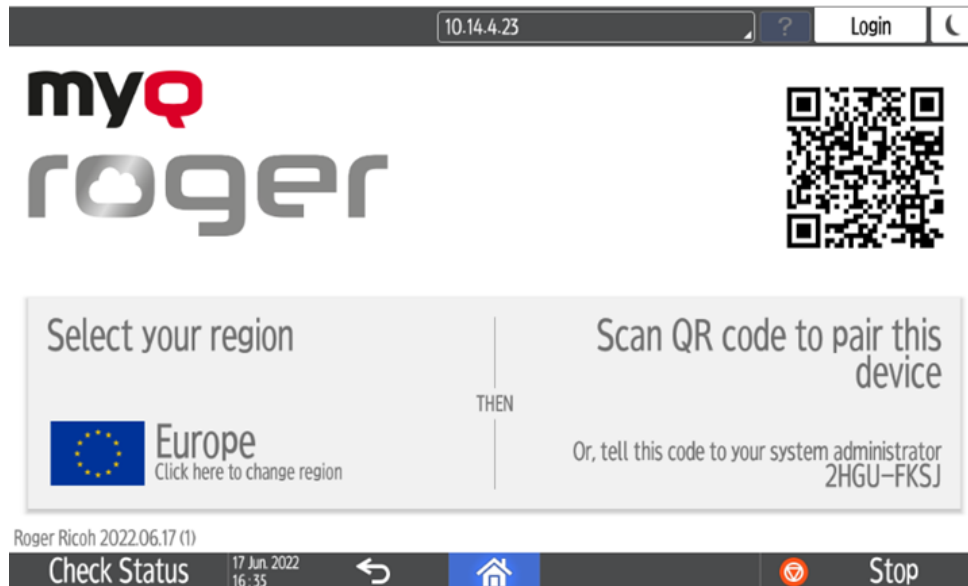 10.14.4.23
?
Login
myQ
roger
Select your region
Europe
Click here to change region
THEN
Scan QR code to pair this
device
Or, tell this code to your system administrator
2HGU-FKSJ
Roger Ricoh 2022.06.17 (1)
Check Status
17 Jun. 2022
16:35
Stop